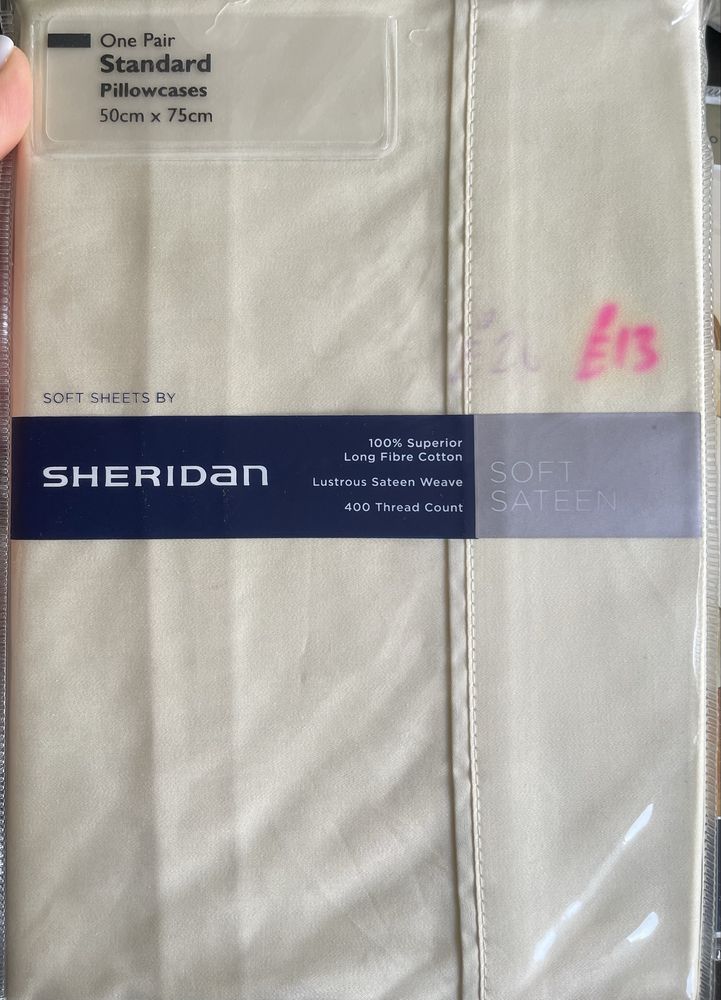 One Pair
Standard
Pillowcases
50cm x 75cm
£13
SOFT SHEETS BY
SHERIDan
100% Superior
Long Fibre Cotton
Lustrous Sateen Weave
400 Thread Count
SOFT
SATEEN